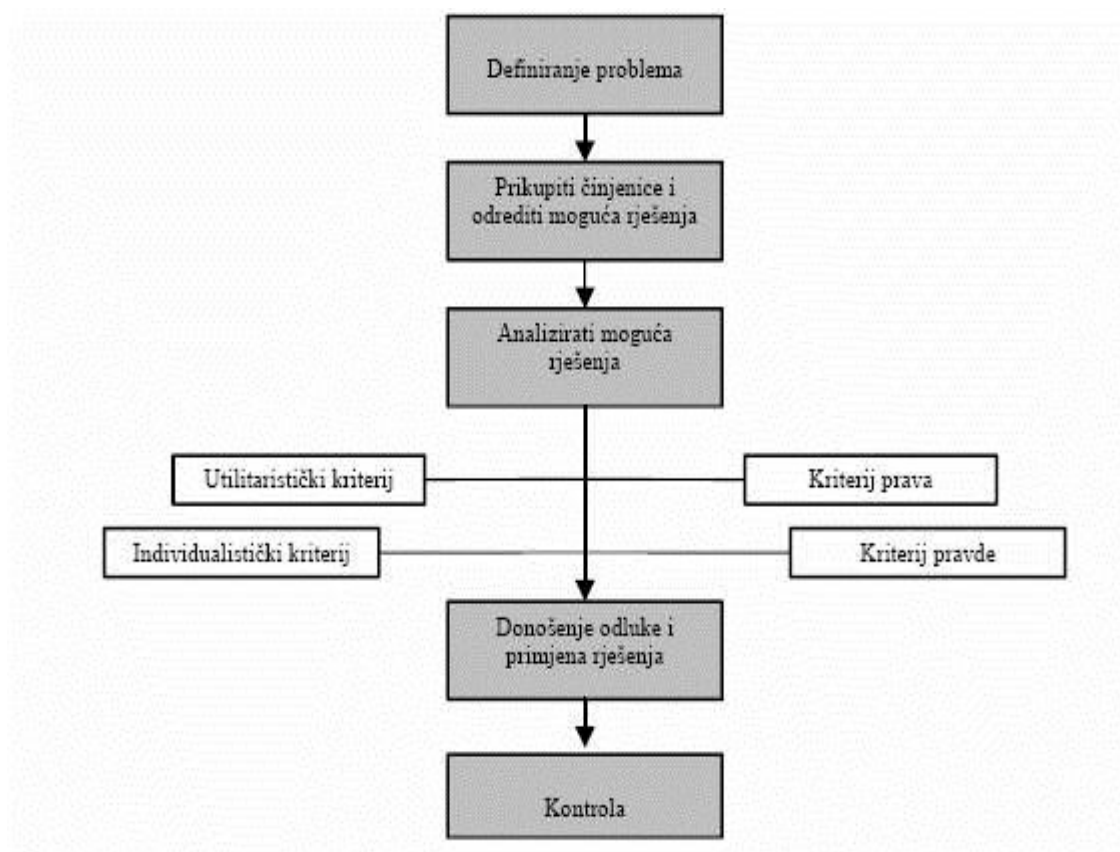 Definiranje problema
Prikupiti činjenice i
odrediti moguća rješenja
Analizirati moguća
rješenja
Utilitaristički kriterij
Kriterij prava
Individualistički kriterij
Kriterij pravde
Donošenje odluke i
primjena rješenja
Kontrola